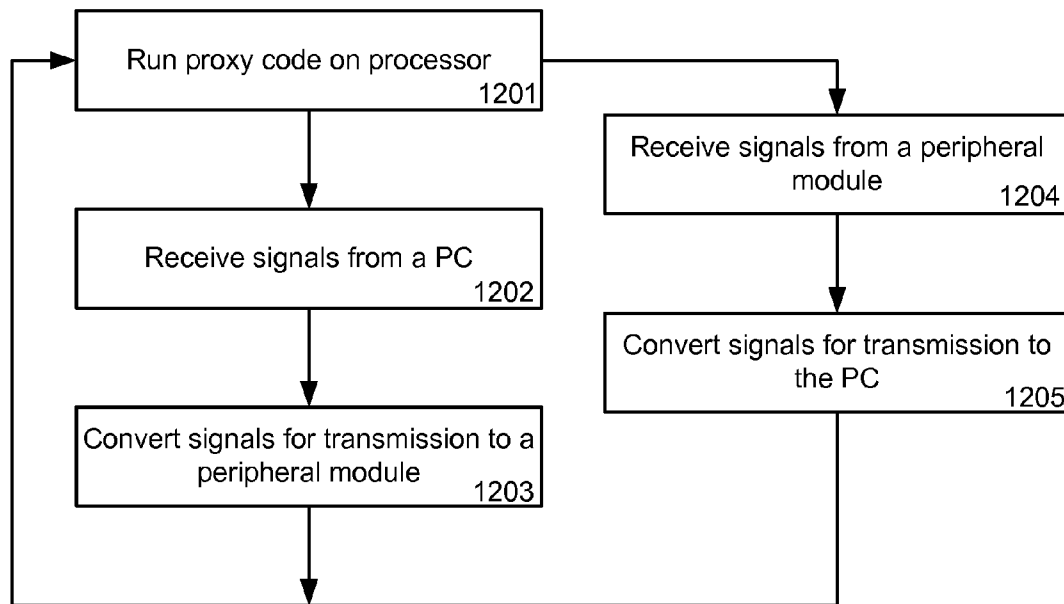 Run proxy code on processor
1201
Receive signals from a PC
1202
Convert signals for transmission to a
peripheral module
1203
Receive signals from a peripheral
module
1204
Convert signals for transmission to
the PC
1205